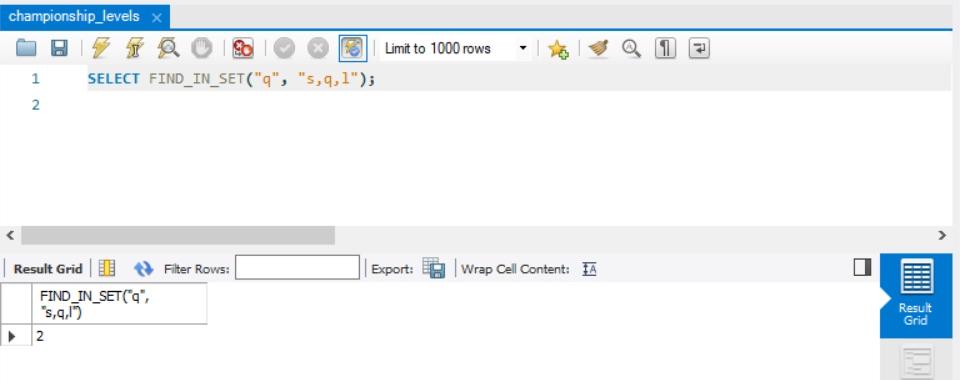 championship_levels ×
Limit to 1000 rows
1 SELECT FIND_IN_SET("q", "s,q,l");
2
Result Grid Filter Rows: Export: Wrap Cell Content: IA
FIND_IN_SET("q",
"s,q,l")
2
Result
Grid